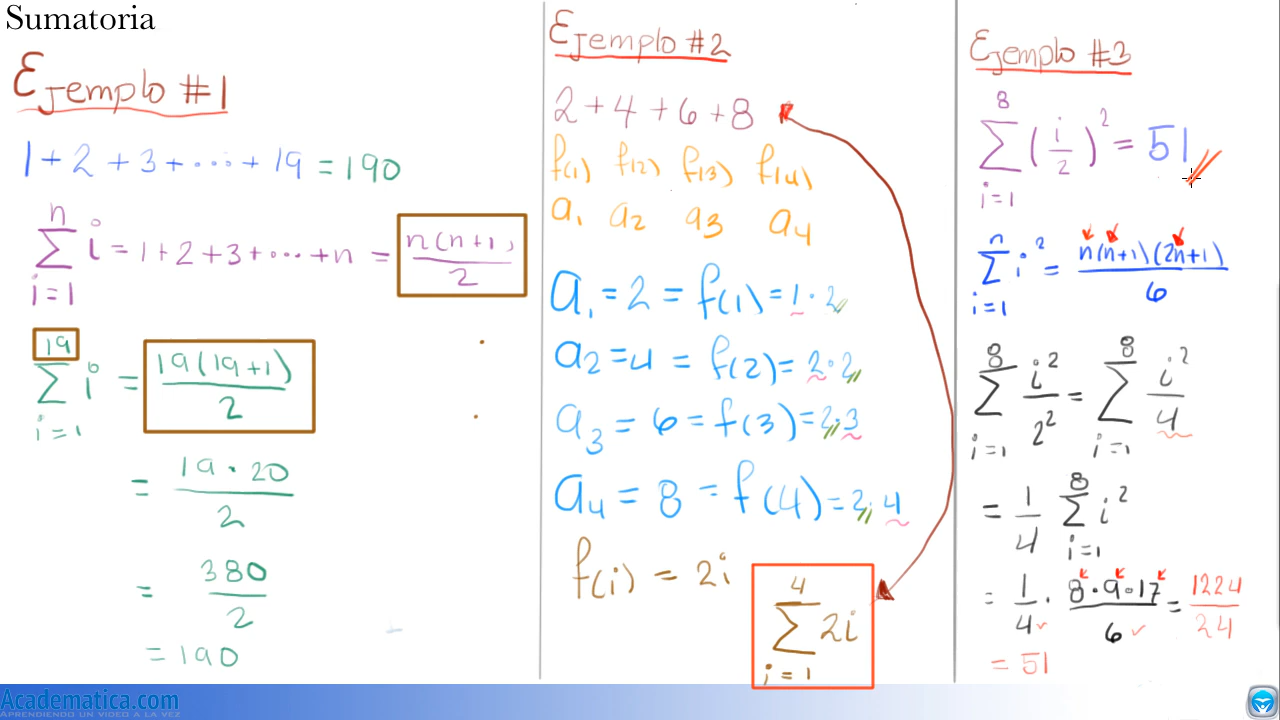 Sumatoria
Ejemplo #1
1 + 2 + 3 + ... + 19 = 190
n
∑ i = 1 + 2 + 3 + ... + n = n(n+1)/2
i = 1
19
∑ i = 19(19+1)/2
i = 1
= 19 · 20/2
= 380/2
= 190
Ejemplo #2
2 + 4 + 6 + 8
f(1) f(2) f(3) f(4)
a₁ a₂ a₃ a₄
a₁ = 2 = f(1) = 1 · 2
a₂ = 4 = f(2) = 2 · 2
a₃ = 6 = f(3) = 2 · 3
a₄ = 8 = f(4) = 2 · 4
f(i) = 2i
4
∑ 2i
i = 1
Ejemplo #3
8
∑ (i/2)² = 51
i = 1
n
∑ i² = n(n+1)(2n+1)/6
i = 1
8 8
∑ i²/2² = ∑ i²/4
i = 1 i = 1
8
= 1/4 ∑ i²
i = 1
= 1/4 · 8 · 9 · 17/6 = 1224/24
= 51
Academatica.com
APRENDIENDO UN VIDEO A LA VEZ